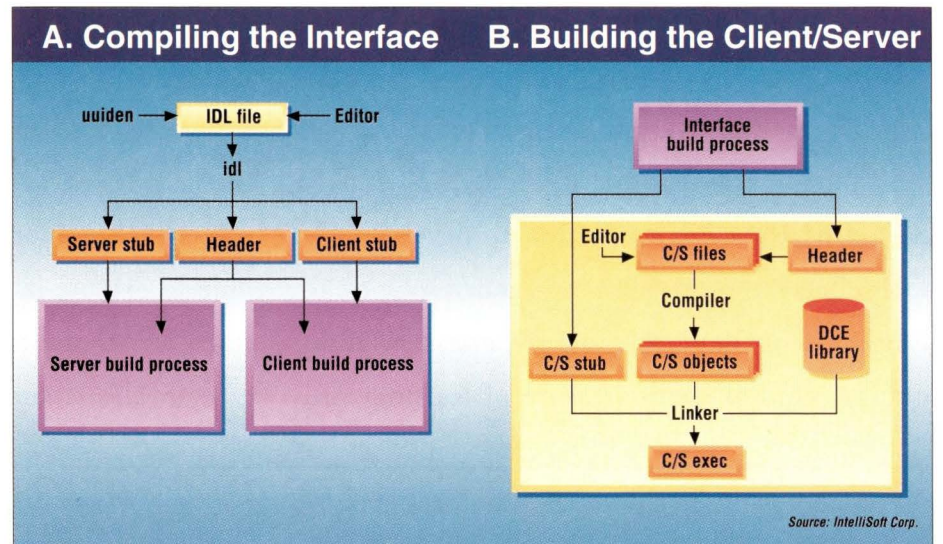 A. Compiling the Interface
uuiden
IDL file
Editor
idl
Server stub
Header
Client stub
Server build process
Client build process
B. Building the Client/Server
Interface
build process
Editor
C/S files
Header
Compiler
DCE
library
C/S stub
C/S objects
Linker
C/S exec
Source: IntelliSoft Corp.